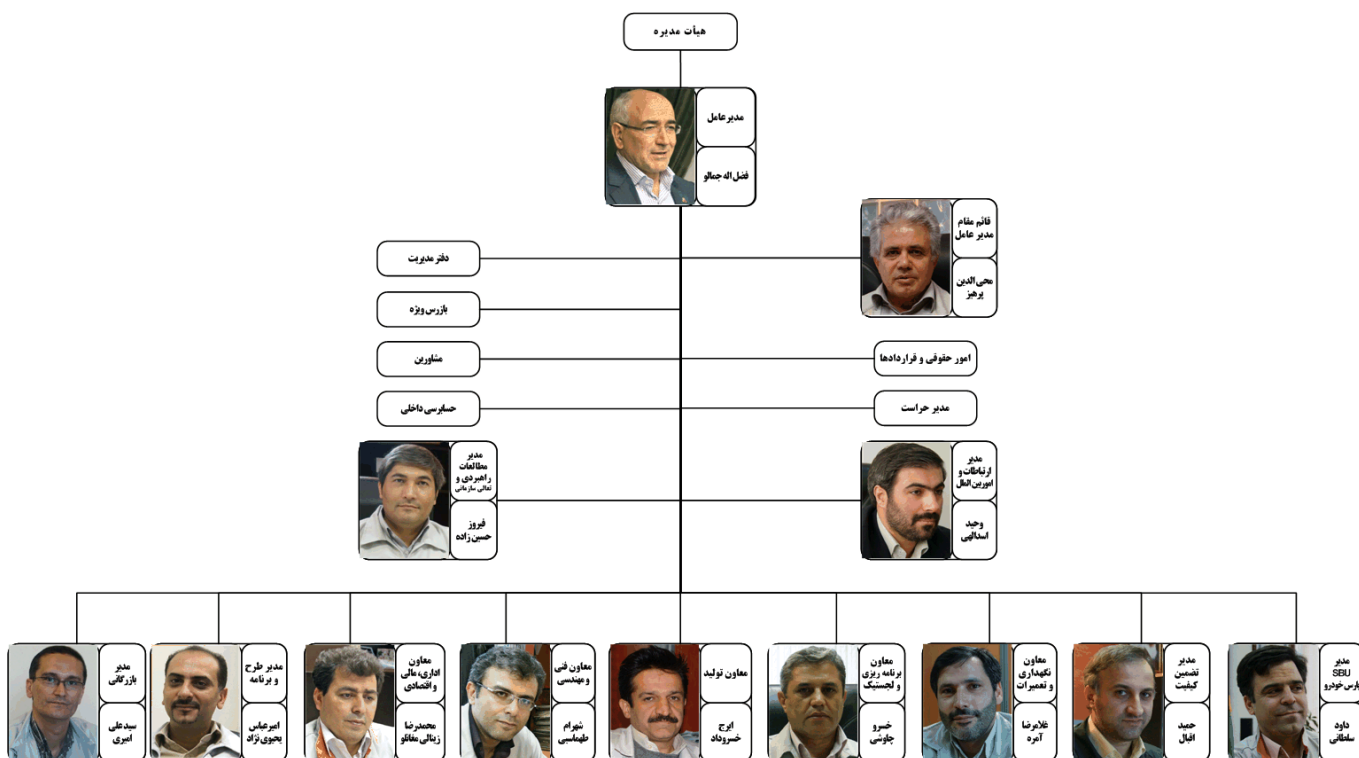 هیأت مدیره
مدیرعامل
فضل اله جمالو
قائم مقام
مدیر عامل
محی الدین
پرهیز
دفتر مدیریت
بازرس ویژه
امور حقوقی و قراردادها
مشاورین
مدیر حراست
حسابرسی داخلی
مدیر
ارتباطات و
اموربین الملل
وحید
اسدالهی
مدیر
مطالعات
راهبردی و
تعالی سازمانی
فیروز
حسین زاده
مدیر
SBU
پارس خودرو
داود
سلطانی
مدیر
تضمین
کیفیت
حمید
اقبال
معاون
نگهداری
و تعمیرات
غلامرضا
آمره
معاون
برنامه ریزی
و لجستیک
خسرو
چاوشی
معاون تولید
ایرج
خسروداد
معاون فنی
و مهندسی
شهرام
طهماسبی
معاون
اداری، مالی
و اقتصادی
محمدرضا
زینالی مغانلو
مدیر طرح
و برنامه
امیرعباس
یحیوی نژاد
مدیر
بازرگانی
سیدعلی
امیری